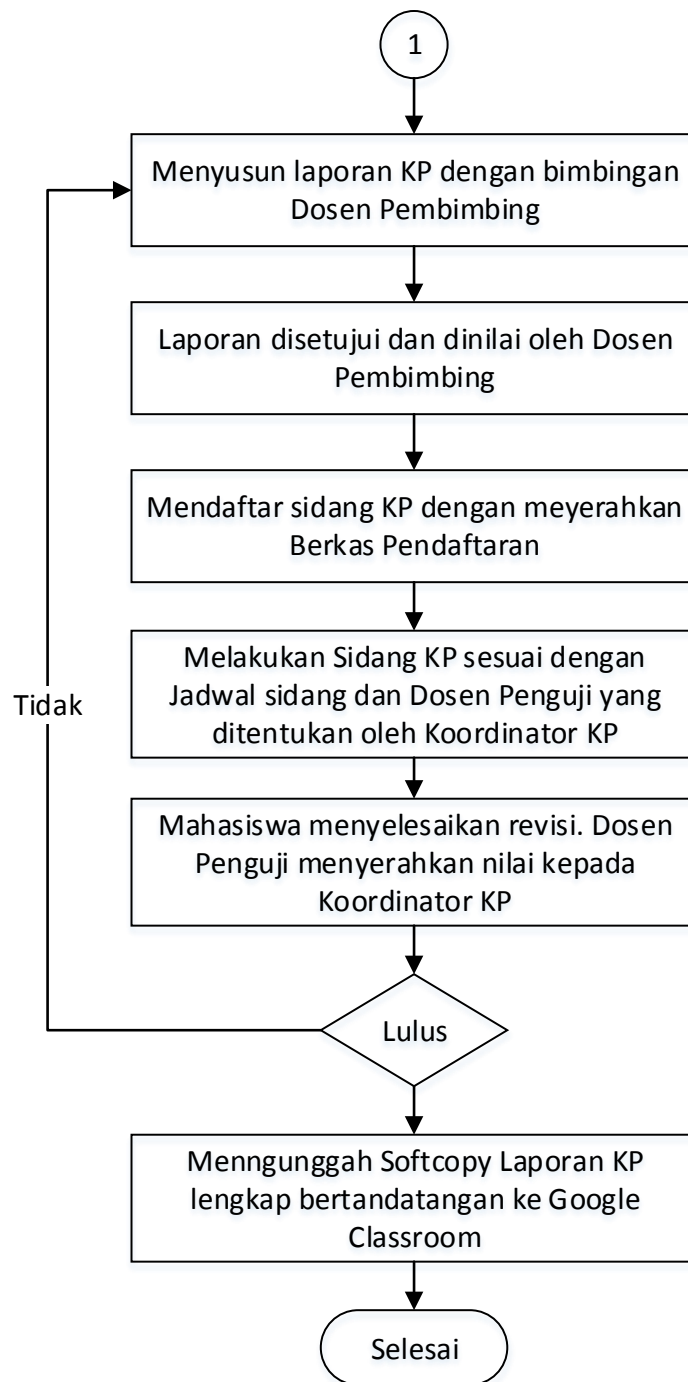 1
Menyusun laporan KP dengan bimbingan
Dosen Pembimbing
Laporan disetujui dan dinilai oleh Dosen
Pembimbing
Mendaftar sidang KP dengan meyerahkan
Berkas Pendaftaran
Melakukan Sidang KP sesuai dengan
Jadwal sidang dan Dosen Penguji yang
ditentukan oleh Koordinator KP
Tidak
Mahasiswa menyelesaikan revisi. Dosen
Penguji menyerahkan nilai kepada
Koordinator KP
Lulus
Menngunggah Softcopy Laporan KP
lengkap bertandatangan ke Google
Classroom
Selesai